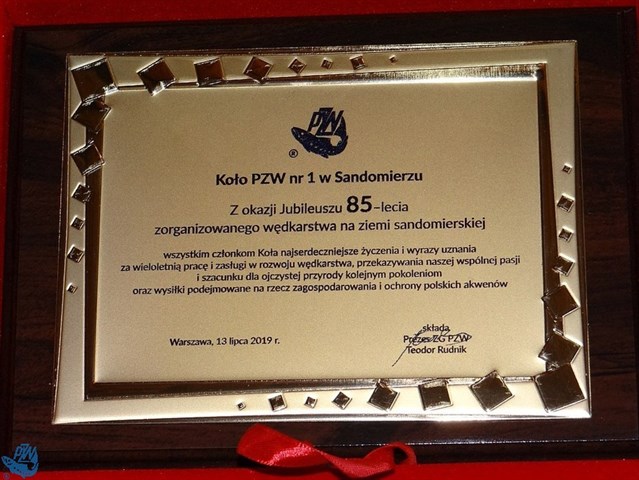 PZW
®
Koło PZW nr 1 w Sandomierzu
Z okazji Jubileuszu 85-lecia
zorganizowanego wędkarstwa na ziemi sandomierskiej
wszystkim członkom Koła najserdeczniejsze życzenia i wyrazy uznania
za wieloletnią pracę i zasługi w rozwoju wędkarstwa, przekazywania naszej wspólnej pasji
i szacunku dla ojczystej przyrody kolejnym pokoleniom
oraz wysiłki podejmowane na rzecz zagospodarowania i ochrony polskich akwenów
składa
Warszawa, 13 lipca 2019 r.
Prezes ZG PZW
Teodor Rudnik
PZW